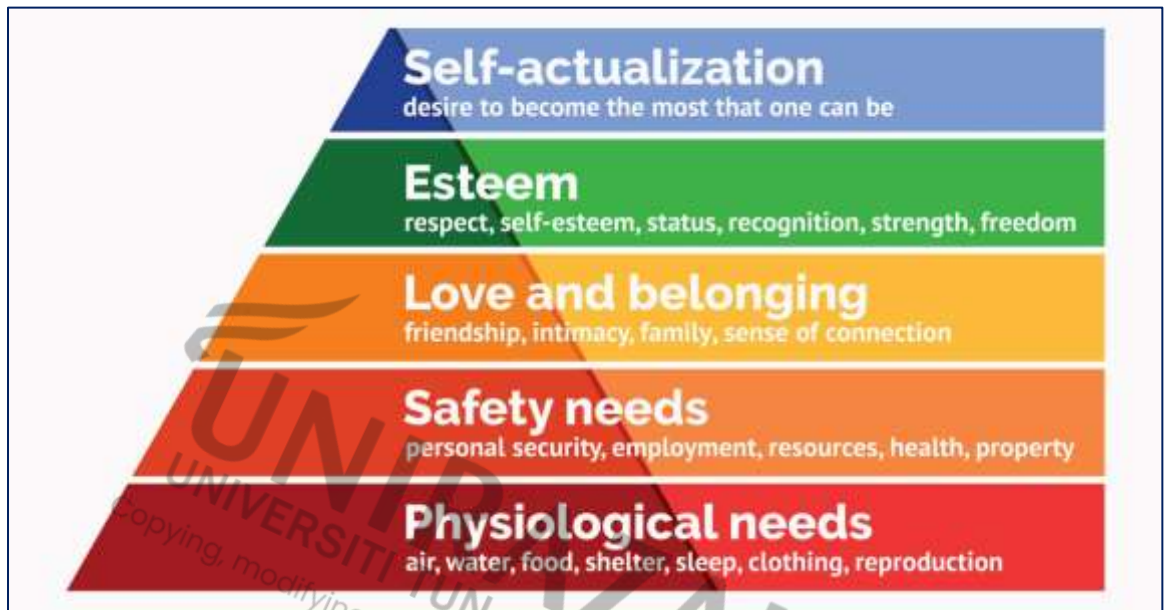 Self-actualization
desire to become the most that one can be
Esteem
respect, self-esteem, status, recognition, strength, freedom
Love and belonging
friendship, intimacy, family, sense of connection
Safety needs
personal security, employment, resources, health, property
Physiological needs
air, water, food, shelter, sleep, clothing, reproduction
UNIRAZA
UNIVERSITI TUN
Copying, modifying